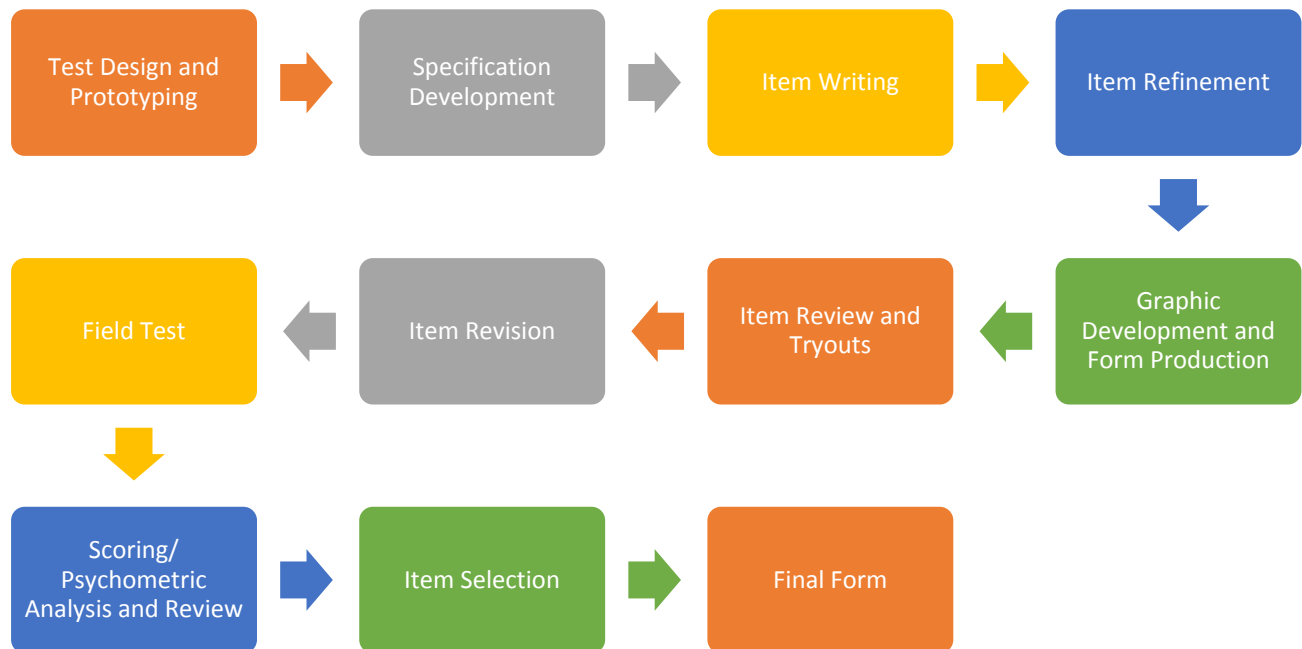 Test Design and
Prototyping
Specification
Development
Item Writing
Item Refinement
Graphic
Development and
Form Production
Item Review and
Tryouts
Item Revision
Field Test
Scoring/
Psychometric
Analysis and Review
Item Selection
Final Form